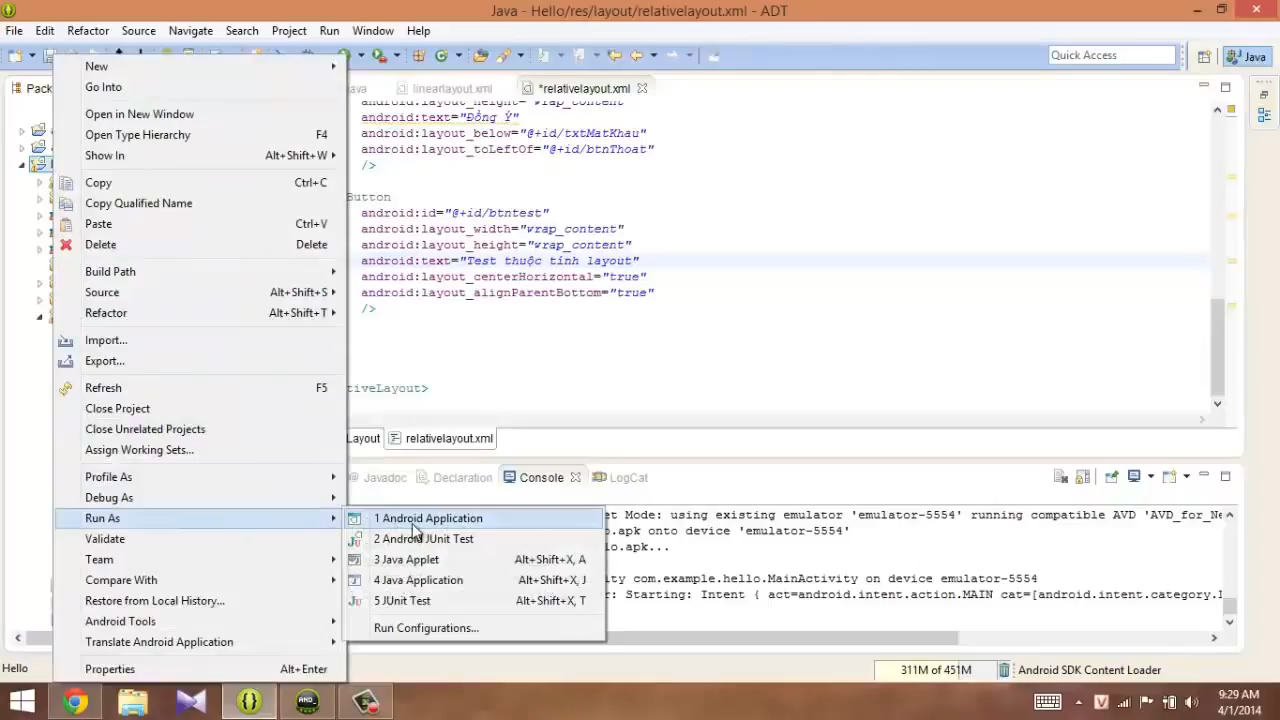 Java - Hello/res/layout/relativelayout.xml - ADT
File Edit Refactor Source Navigate Search Project Run Window Help
Quick Access
Java
Pack
ava
linearlayout.xml
*relativelayout.xml
New
Go Into
Open in New Window
Open Type Hierarchy F4
Show In Alt+Shift+W
Copy Ctrl+C
Copy Qualified Name
Paste Ctrl+V
Delete Delete
Build Path
Source Alt+Shift+S
Refactor Alt+Shift+T
Import...
Export...
Refresh F5
Close Project
Close Unrelated Projects
Assign Working Sets...
Profile As
Debug As
Run As
Validate
Team
Compare With
Restore from Local History...
Android Tools
Translate Android Application
Properties Alt+Enter
android:layout_height="wrap_content"
android:text="Đồng Ý"
android:layout_below="@+id/txtMatKhau"
android:layout_toLeftOf="@+id/btnThoat"
/>
Button
android:id="@+id/btntest"
android:layout_width="wrap_content"
android:layout_height="wrap_content"
android:text="Test thuộc tính layout"
android:layout_centerHorizontal="true"
android:layout_alignParentBottom="true"
/>
tiveLayout>
Layout
relativelayout.xml
@ Javadoc
Declaration
Console
LogCat
1 Android Application
2 Android JUnit Test
3 Java Applet Alt+Shift+X, A
4 Java Application Alt+Shift+X, J
5 JUnit Test Alt+Shift+X, T
Run Configurations...
et Mode: using existing emulator 'emulator-5554' running compatible AVD 'AVD_for_Ne
o.apk onto device 'emulator-5554'
io.apk...
ity com.example.hello.MainActivity on device emulator-5554
r: Starting: Intent { act=android.intent.action.MAIN cat=[android.intent.category.I
Hello
311M of 451M
Android SDK Content Loader
9:29 AM
4/1/2014